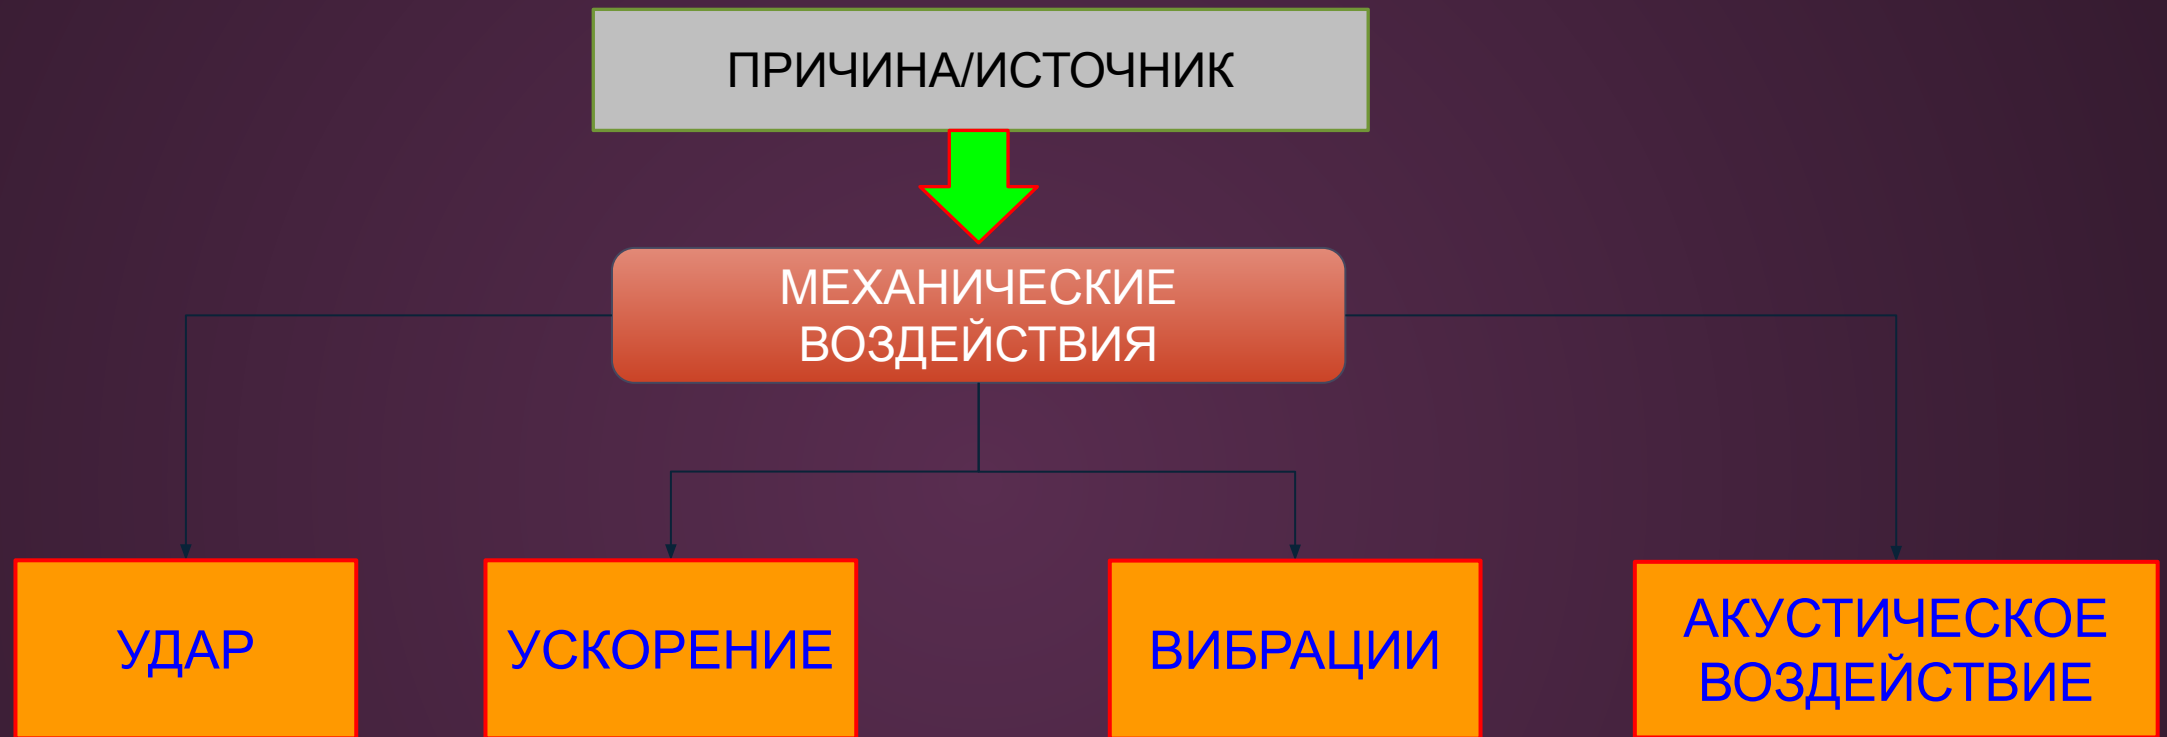 ПРИЧИНА/ИСТОЧНИК
МЕХАНИЧЕСКИЕ
ВОЗДЕЙСТВИЯ
УДАР
УСКОРЕНИЕ
ВИБРАЦИИ
АКУСТИЧЕСКОЕ
ВОЗДЕЙСТВИЕ